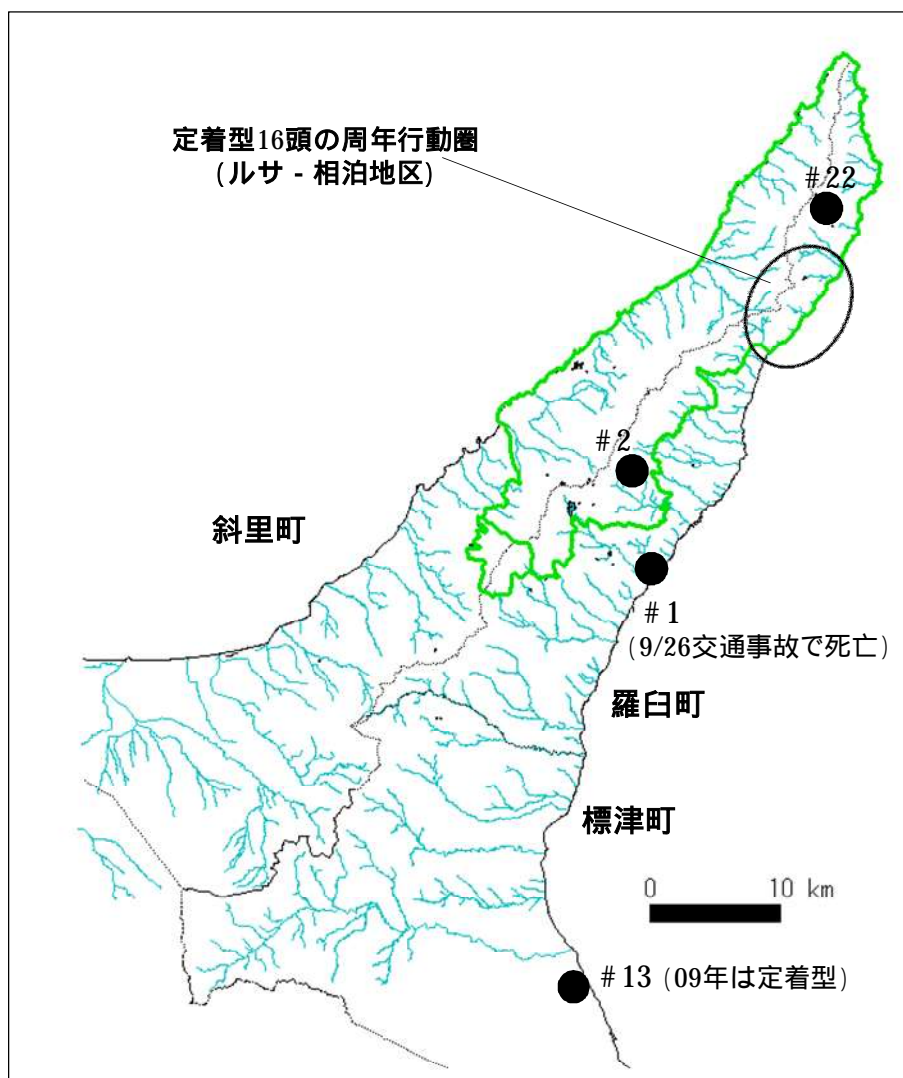 定着型16頭の周年行動圏
(ルサ - 相泊地区)
#22
#2
斜里町
#1
(9/26交通事故で死亡)
羅臼町
標津町
0 10 km
#13 (09年は定着型)